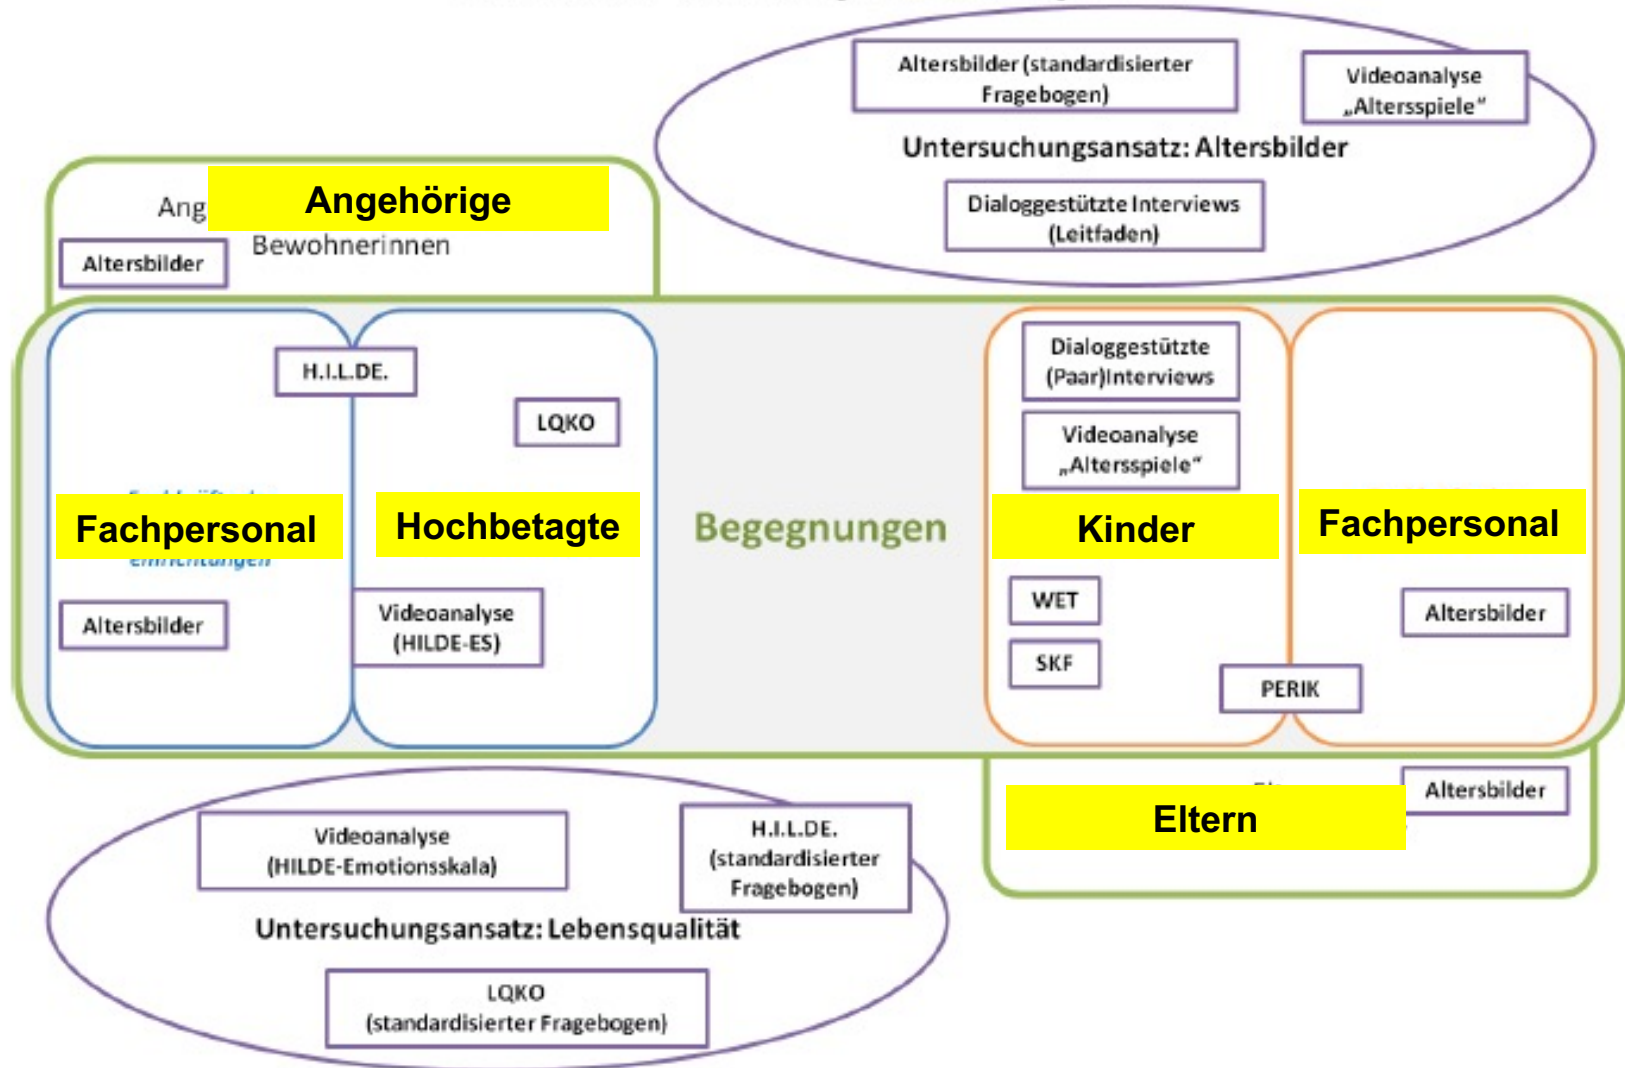 Altersbilder (standardisierter
Fragebogen)
Videoanalyse
„Altersspiele“
Untersuchungsansatz: Altersbilder
Dialoggestützte Interviews
(Leitfaden)
Ang
Angehörige
Bewohnerinnen
Altersbilder
H.I.L.DE.
LQKO
Fachpersonal
einrichtungen
Hochbetagte
Altersbilder
Videoanalyse
(HILDE-ES)
Begegnungen
Dialoggestützte
(Paar)Interviews
Videoanalyse
„Altersspiele“
Kinder
Fachpersonal
WET
SKF
PERIK
Altersbilder
Altersbilder
Eltern
Videoanalyse
(HILDE-Emotionsskala)
H.I.L.DE.
(standardisierter
Fragebogen)
Untersuchungsansatz: Lebensqualität
LQKO
(standardisierter Fragebogen)